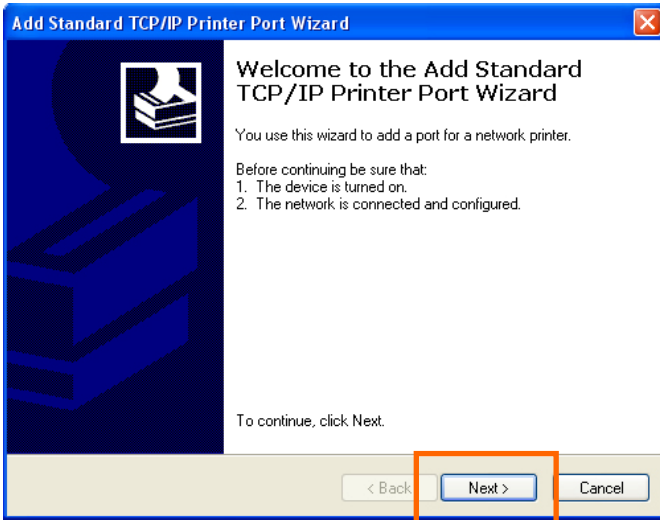 Add Standard TCP/IP Printer Port Wizard
Welcome to the Add Standard
TCP/IP Printer Port Wizard
You use this wizard to add a port for a network printer.
Before continuing be sure that:
1. The device is turned on.
2. The network is connected and configured.
To continue, click Next.
< Back
Next >
Cancel